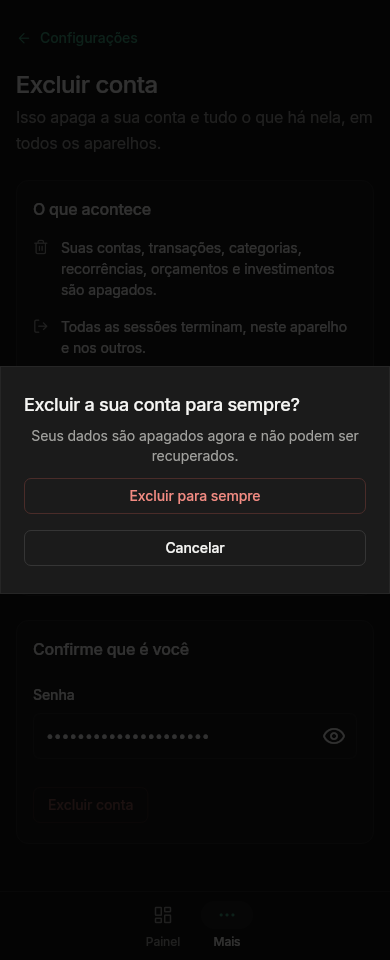 Configurações
Excluir conta
Isso apaga a sua conta e tudo o que há nela, em
todos os aparelhos.
O que acontece
Suas contas, transações, categorias,
recorrências, orçamentos e investimentos
são apagados.
Todas as sessões terminam, neste aparelho
e nos outros.
Excluir a sua conta para sempre?
Seus dados são apagados agora e não podem ser
recuperados.
Excluir para sempre
Cancelar
Confirme que é você
Senha
•••••••••••••••••••••
Excluir conta
Painel
Mais